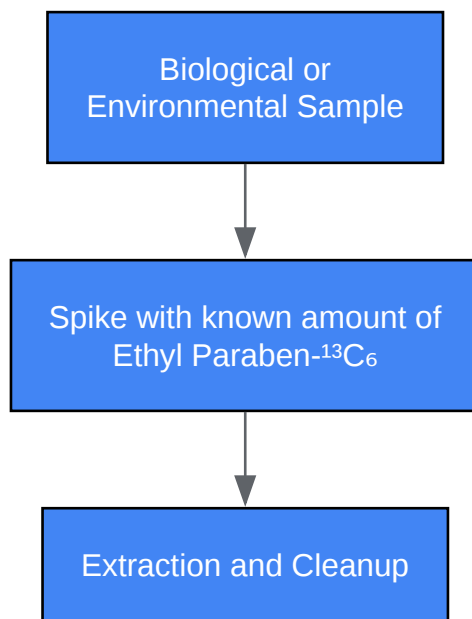 Biological or
Environmental Sample
Spike with known amount of
Ethyl Paraben-¹³C₆
Extraction and Cleanup